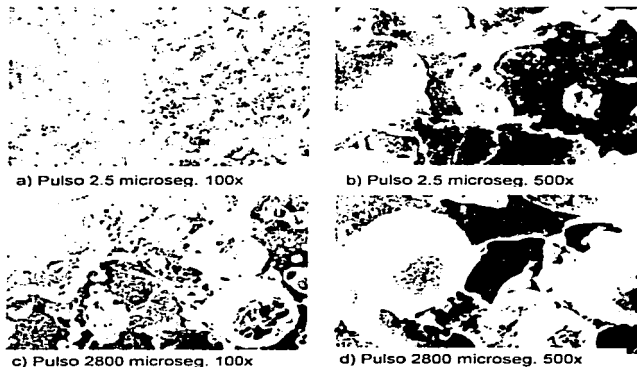 a) Pulso 2.5 microseg. 100x
b) Pulso 2.5 microseg. 500x
c) Pulso 2800 microseg. 100x
d) Pulso 2800 microseg. 500x